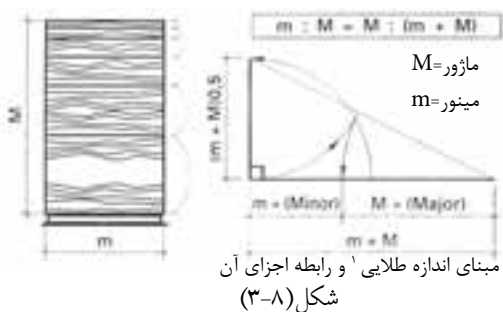 m : M = M : (m + M)
ماژور=M
مینور=m
M
(m + M)0,5
m = (Minor)
M = (Major)
m
m + M
مبنای اندازه طلایی ۱ و رابطه اجزای آن
شکل(۸-۳)